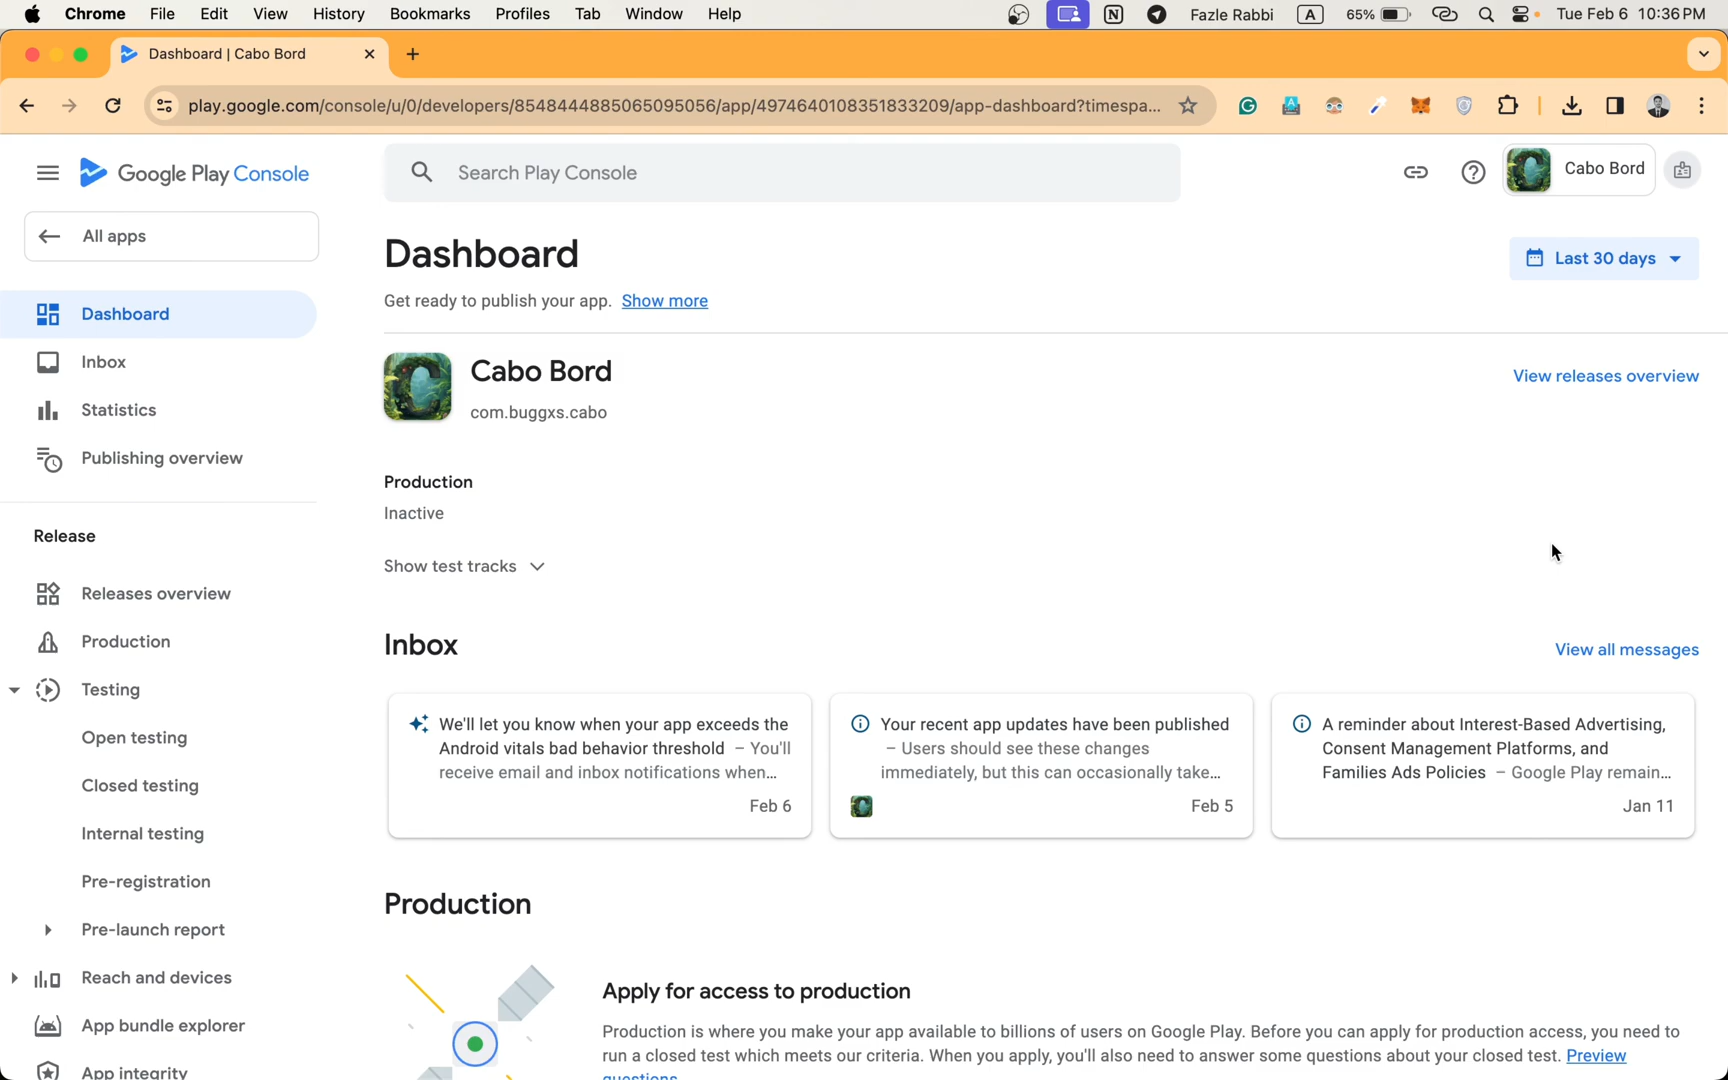 Chrome File Edit View History Bookmarks Profiles Tab Window Help N Fazle Rabbi A 65% Tue Feb 6 10:36 PM
Dashboard | Cabo Bord
play.google.com/console/u/0/developers/8548444885065095056/app/4974640108351833209/app-dashboard?timespa...
Google Play Console
Search Play Console
Cabo Bord
All apps
Dashboard
Inbox
Statistics
Publishing overview
Release
Releases overview
Production
Testing
Open testing
Closed testing
Internal testing
Pre-registration
Pre-launch report
Reach and devices
App bundle explorer
App integrity
Dashboard
Last 30 days
Get ready to publish your app. Show more
Cabo Bord
View releases overview
com.buggxs.cabo
Production
Inactive
Show test tracks
Inbox
View all messages
We'll let you know when your app exceeds the
Android vitals bad behavior threshold – You'll
receive email and inbox notifications when...
Feb 6
Your recent app updates have been published
– Users should see these changes
immediately, but this can occasionally take...
Feb 5
A reminder about Interest-Based Advertising,
Consent Management Platforms, and
Families Ads Policies – Google Play remain...
Jan 11
Production
Apply for access to production
Production is where you make your app available to billions of users on Google Play. Before you can apply for production access, you need to
run a closed test which meets our criteria. When you apply, you'll also need to answer some questions about your closed test. Preview
questions